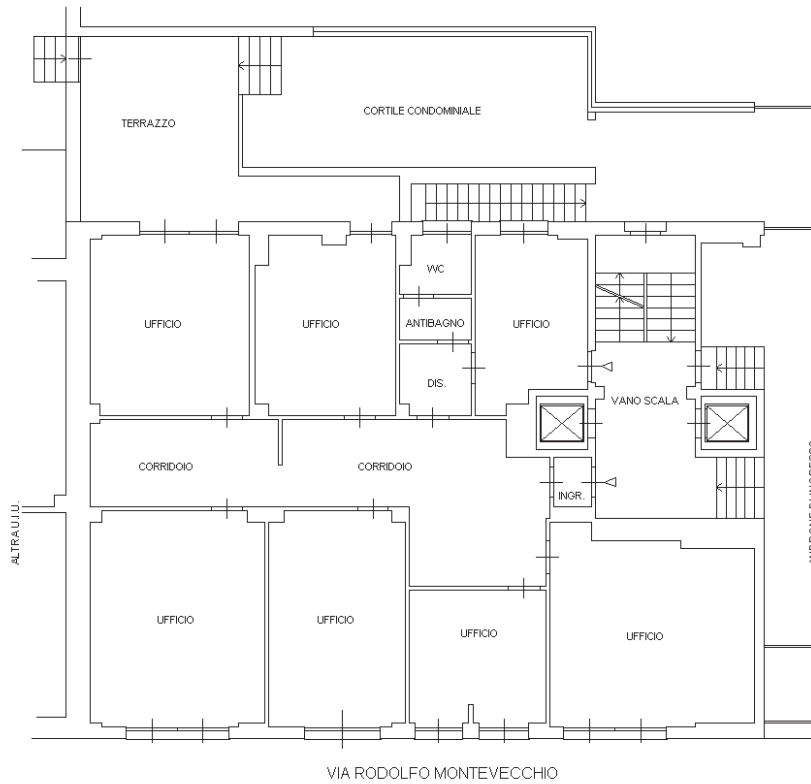 TERRAZZO
CORTILE CONDOMINIALE
WC
UFFICIO
UFFICIO
ANTIBAGNO
UFFICIO
DIS.
VANO SCALA
CORRIDOIO
CORRIDOIO
INGR.
ALTRA U.I.U.
UFFICIO
UFFICIO
UFFICIO
UFFICIO
VIA RODOLFO MONTEVECCHIO